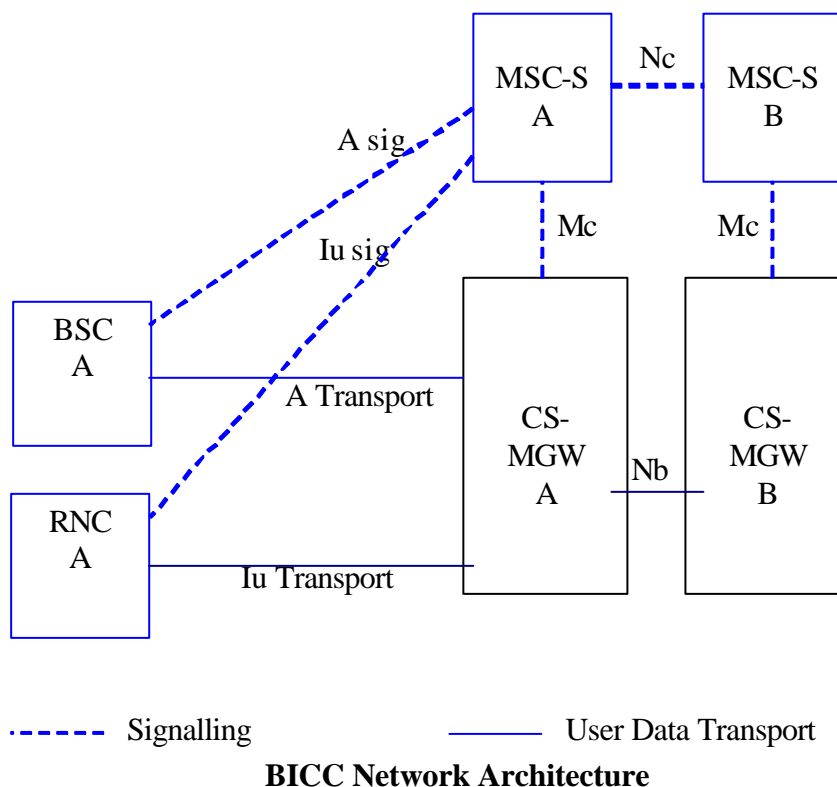 MSC-S
A
Nc
MSC-S
B
A sig
Mc
Mc
Iu sig
BSC
A
A Transport
CS-
MGW
A
Nb
CS-
MGW
B
RNC
A
Iu Transport
Signalling
User Data Transport
BICC Network Architecture